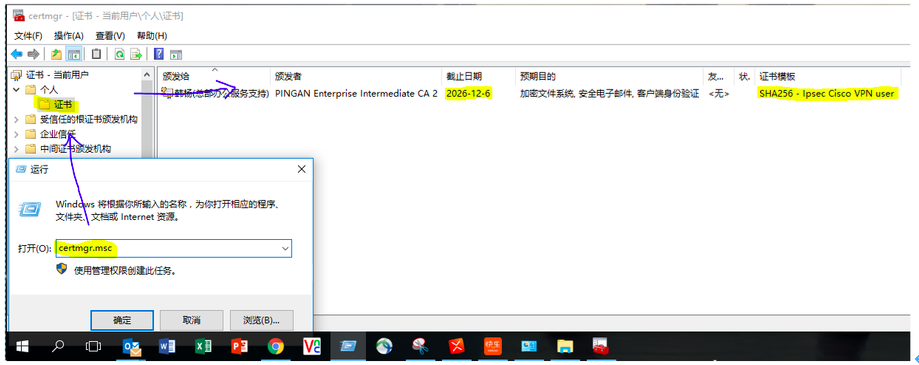 certmgr - [证书 - 当前用户\个人\证书]
文件(F) 操作(A) 查看(V) 帮助(H)
证书 - 当前用户
个人
证书
受信任的根证书颁发机构
企业信任
中间证书颁发机构
颁发给 颁发者 截止日期 预期目的 友... 状. 证书模板
韩杨(总部办公服务支持) PINGAN Enterprise Intermediate CA 2 2026-12-6 加密文件系统, 安全电子邮件, 客户端身份验证 <无> SHA256 - Ipsec Cisco VPN user
运行
Windows 将根据你所输入的名称，为你打开相应的程序、
文件夹、文档或 Internet 资源。
打开(O): certmgr.msc
使用管理权限创建此任务。
确定 取消 浏览(B)...